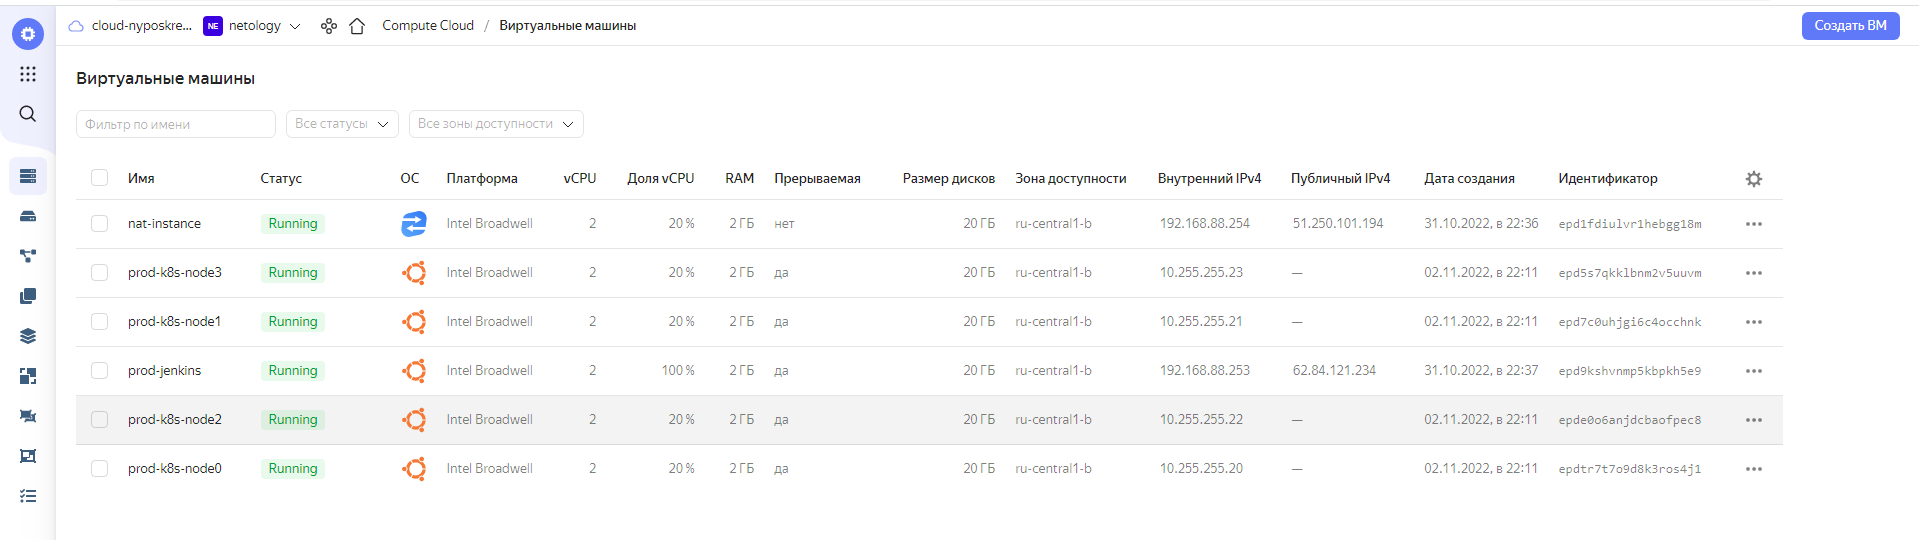 cloud-nyposkre... NE netology Compute Cloud / Виртуальные машины Создать ВМ
Виртуальные машины
Фильтр по имени Все статусы Все зоны доступности
Имя Статус ОС Платформа vCPU Доля vCPU RAM Прерываемая Размер дисков Зона доступности Внутренний IPv4 Публичный IPv4 Дата создания Идентификатор
nat-instance Running Intel Broadwell 2 20 % 2 ГБ нет 20 ГБ ru-central1-b 192.168.88.254 51.250.101.194 31.10.2022, в 22:36 epd1fdiulvr1hebgg18m
prod-k8s-node3 Running Intel Broadwell 2 20 % 2 ГБ да 20 ГБ ru-central1-b 10.255.255.23 — 02.11.2022, в 22:11 epd5s7qkklbnm2v5uuvm
prod-k8s-node1 Running Intel Broadwell 2 20 % 2 ГБ да 20 ГБ ru-central1-b 10.255.255.21 — 02.11.2022, в 22:11 epd7c0uhjgi6c4occhnk
prod-jenkins Running Intel Broadwell 2 100 % 2 ГБ да 20 ГБ ru-central1-b 192.168.88.253 62.84.121.234 31.10.2022, в 22:37 epd9kshvnmp5kbpkh5e9
prod-k8s-node2 Running Intel Broadwell 2 20 % 2 ГБ да 20 ГБ ru-central1-b 10.255.255.22 — 02.11.2022, в 22:11 epde0o6anjdcbaofpec8
prod-k8s-node0 Running Intel Broadwell 2 20 % 2 ГБ да 20 ГБ ru-central1-b 10.255.255.20 — 02.11.2022, в 22:11 epdtr7t7o9d8k3ros4j1